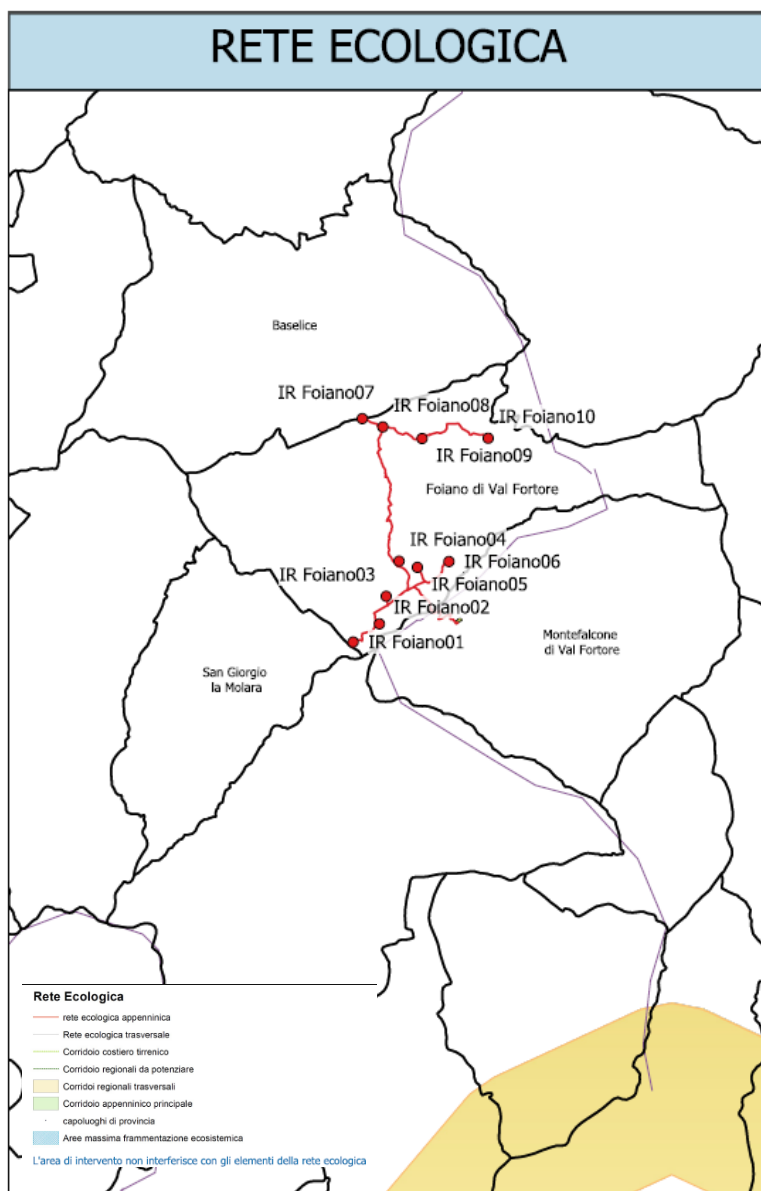 RETE ECOLOGICA
Baselice
IR Foiano07
IR Foiano08
IR Foiano10
IR Foiano09
Foiano di Val Fortore
IR Foiano04
IR Foiano06
IR Foiano03
IR Foiano05
IR Foiano02
IR Foiano01
Montefalcone
di Val Fortore
San Giorgio
la Molara
Rete Ecologica
rete ecologica appenninica
Rete ecologica trasversale
Corridoio costiero tirrenico
Corridoio regionali da potenziare
Corridoi regionali trasversali
Corridoio appenninico principale
capoluoghi di provincia
Aree massima frammentazione ecosistemica
L'area di intervento non interferisce con gli elementi della rete ecologica